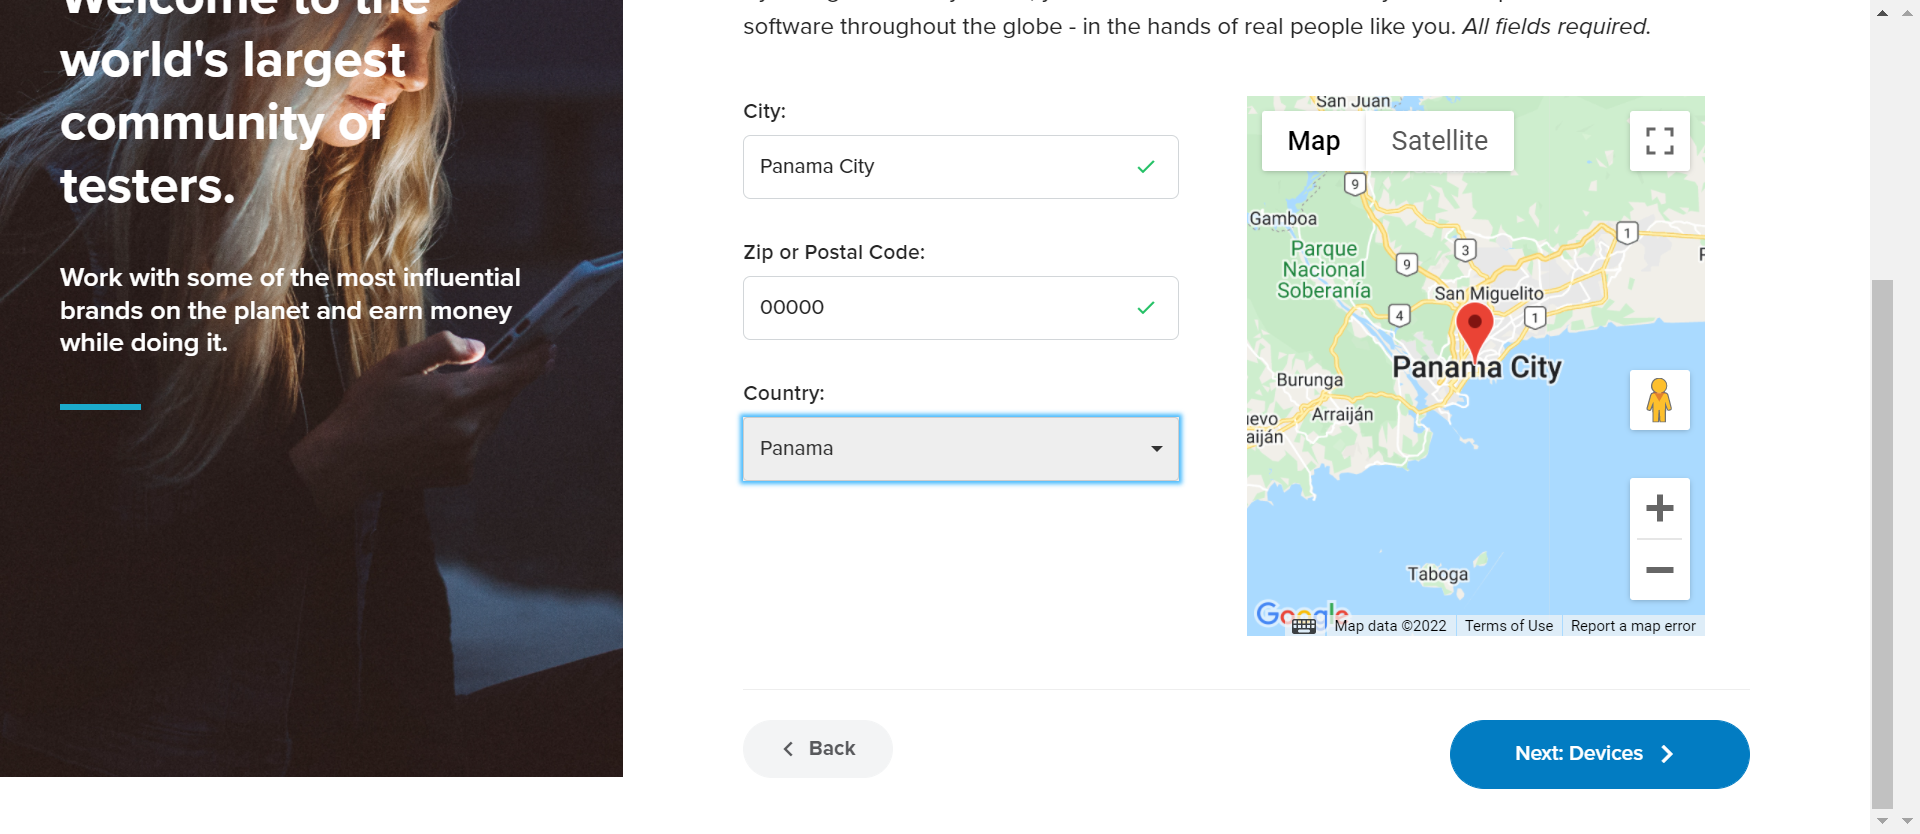 Welcome to the
world's largest
community of
testers.
Work with some of the most influential
brands on the planet and earn money
while doing it.
software throughout the globe - in the hands of real people like you. All fields required.
City:
Panama City
Zip or Postal Code:
00000
Country:
Panama
San Juan
Map
Satellite
9
Gamboa
1
Parque
Nacional
Soberanía
3
9
San Miguelito
4
1
Panama City
Burunga
Arraiján
evo
aiján
Taboga
Google
Map data ©2022
Terms of Use
Report a map error
Back
Next: Devices